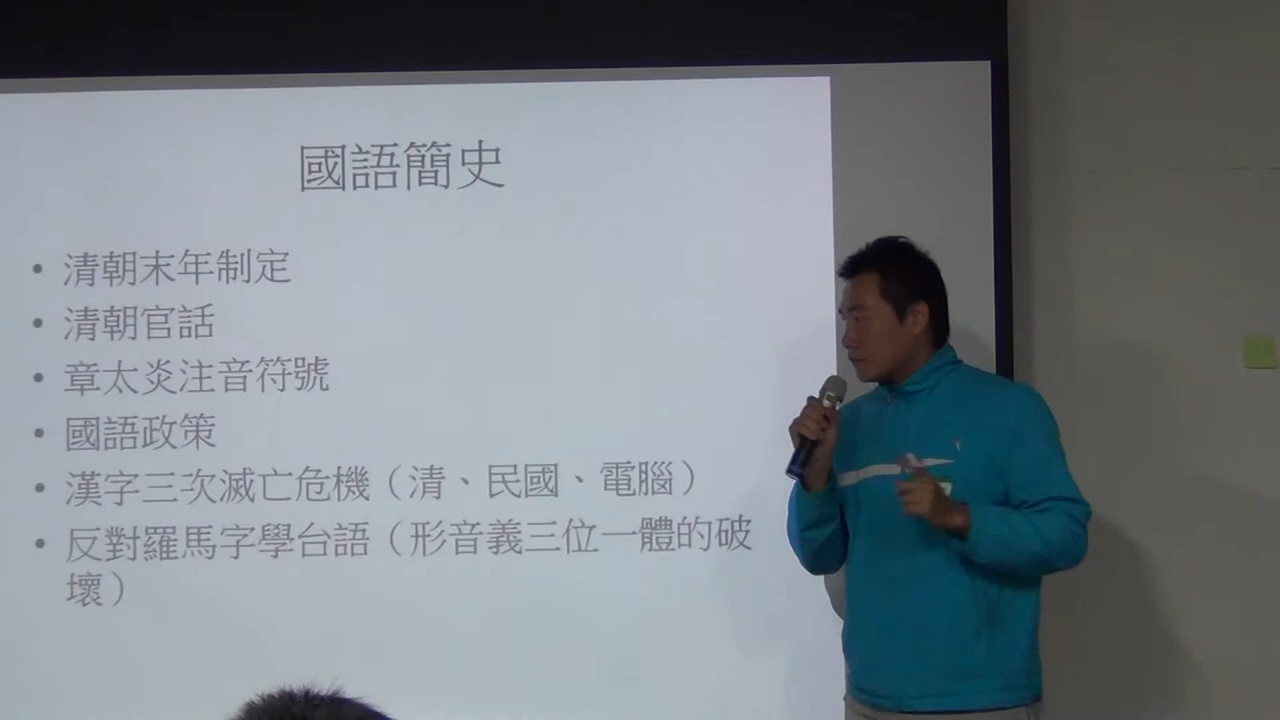 國語簡史
• 清朝末年制定
• 清朝官話
• 章太炎注音符號
• 國語政策
• 漢字三次滅亡危機（清、民國、電腦）
• 反對羅馬字學台語（形音義三位一體的破
壞）